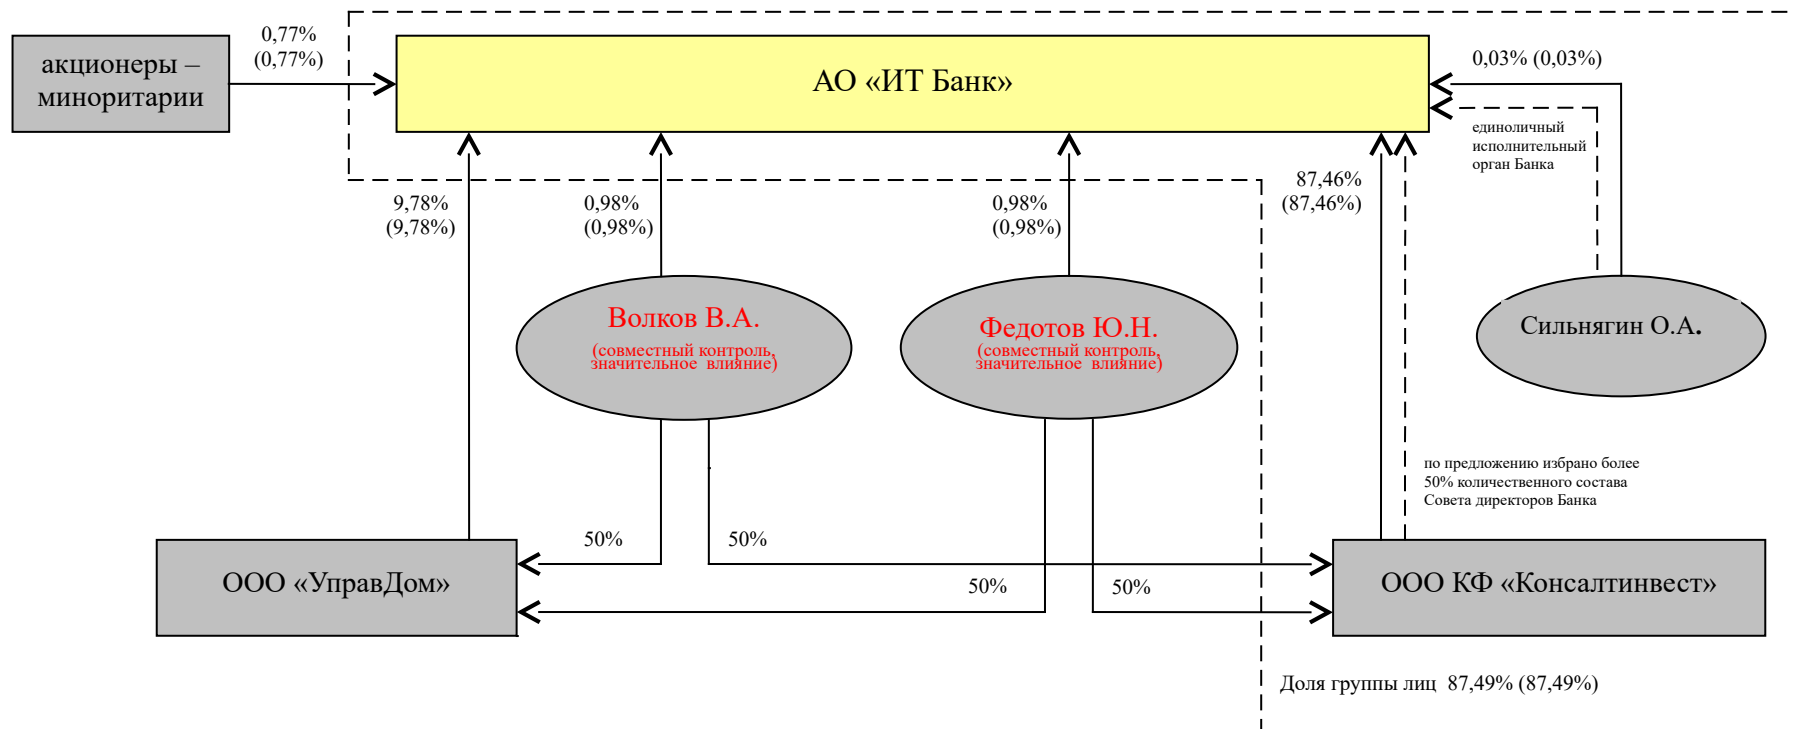 0,77%
(0,77%)
акционеры –
миноритарии
АО «ИТ Банк»
0,03% (0,03%)
единоличный
исполнительный
орган Банка
9,78%
(9,78%)
0,98%
(0,98%)
0,98%
(0,98%)
87,46%
(87,46%)
Волков В.А.
(совместный контроль,
значительное влияние)
Федотов Ю.Н.
(совместный контроль,
значительное влияние)
Сильнягин О.А.
по предложению избрано более
50% количественного состава
Совета директоров Банка
50%
50%
50%
50%
ООО «УправДом»
ООО КФ «Консалтинвест»
Доля группы лиц 87,49% (87,49%)